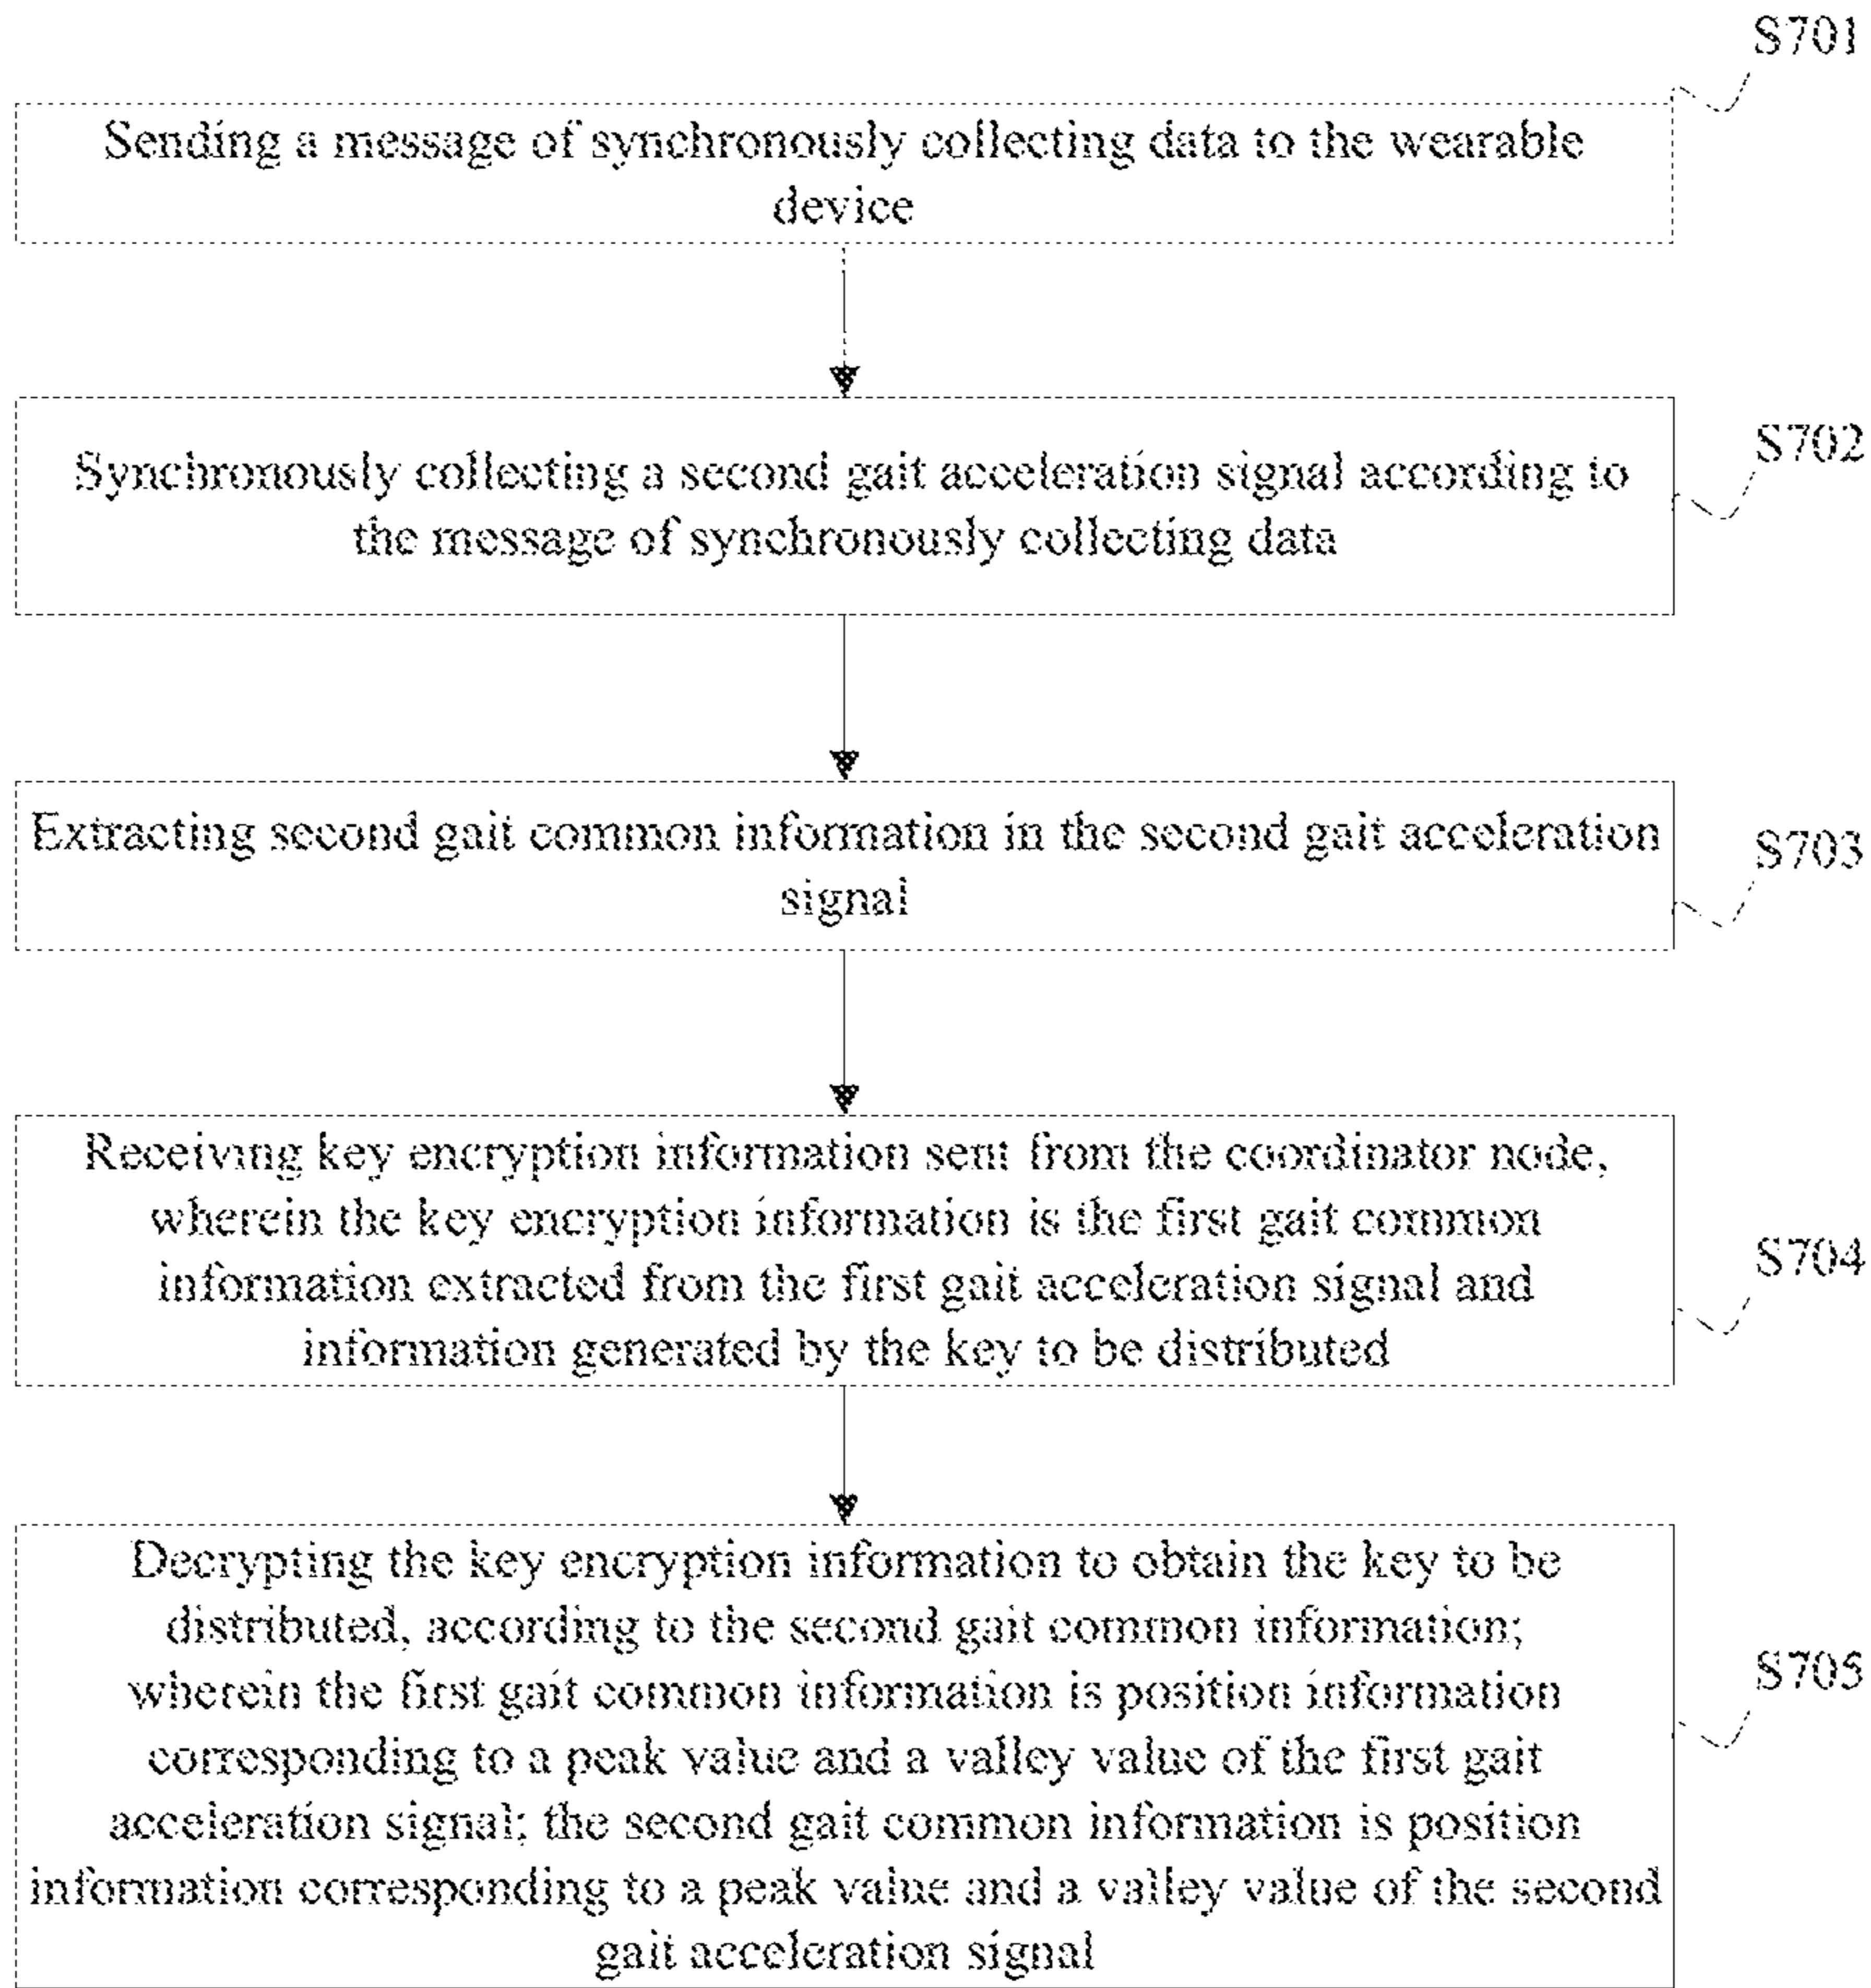 S701
Sending a message of synchronously collecting data to the wearable
device
S702
Synchronously collecting a second gait acceleration signal according to
the message of synchronously collecting data
Extracting second gait common information in the second gait acceleration
signal
S703
Receiving key encryption information sent from the coordinator node,
wherein the key encryption information is the first gait common
information extracted from the first gait acceleration signal and
information generated by the key to be distributed
S704
Decrypting the key encryption information to obtain the key to be
distributed, according to the second gait common information;
wherein the first gait common information is position information
corresponding to a peak value and a valley value of the first gait
acceleration signal; the second gait common information is position
information corresponding to a peak value and a valley value of the second
gait acceleration signal
S705